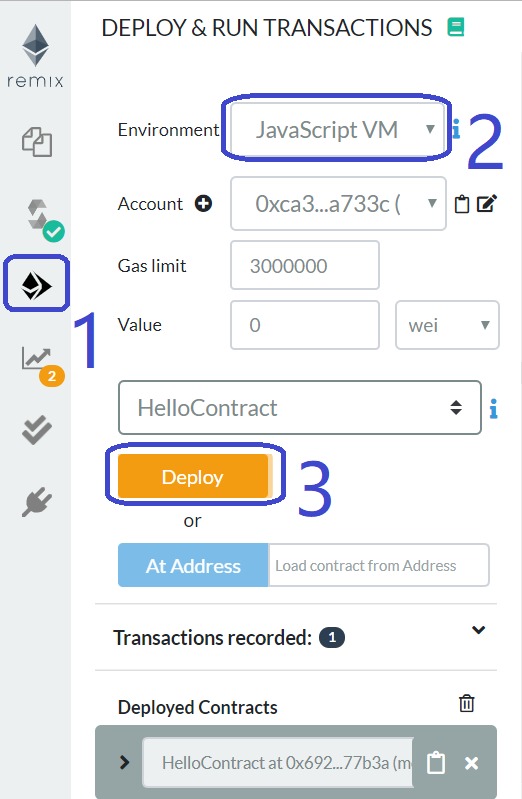 DEPLOY & RUN TRANSACTIONS
remix
Environment
JavaScript VM
2
Account
0xca3...a733c (
Gas limit
3000000
1
Value
0
wei
2
HelloContract
Deploy
3
or
At Address
Load contract from Address
Transactions recorded: 1
Deployed Contracts
HelloContract at 0x692...77b3a (me